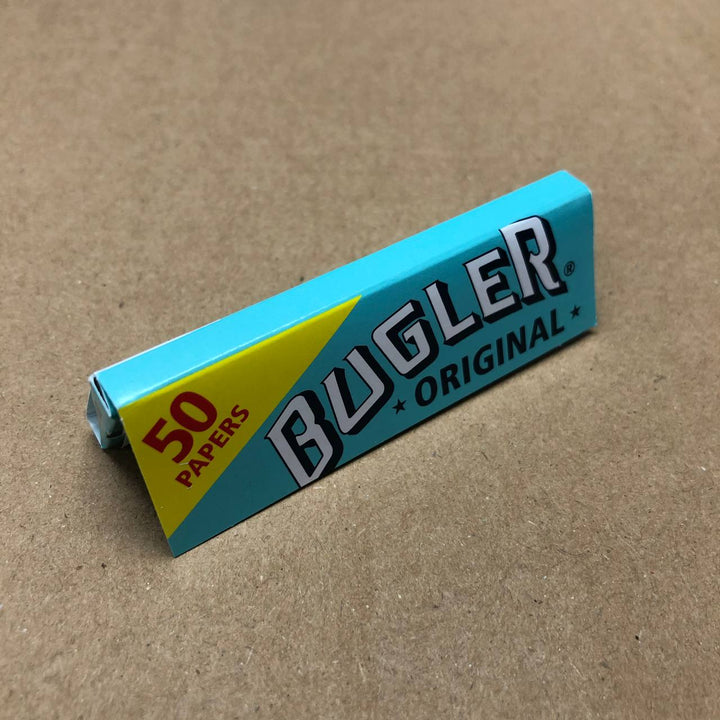 50
PAPERS
BUGLER®
★ ORIGINAL ★